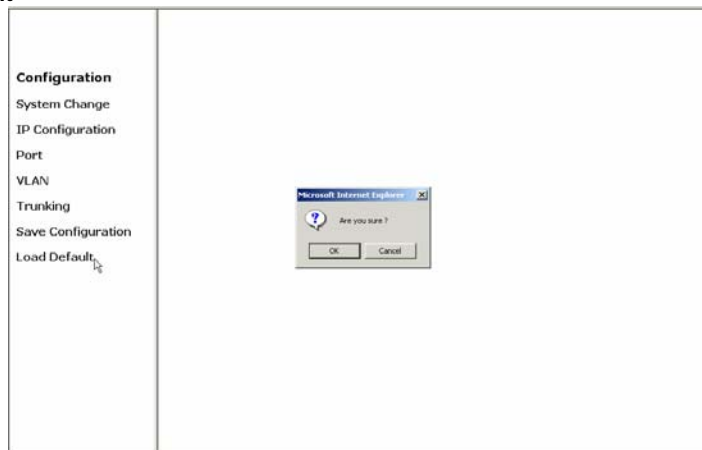 Configuration
System Change
IP Configuration
Port
VLAN
Trunking
Save Configuration
Load Default
Microsoft Internet Explorer
Are you sure ?
OK
Cancel